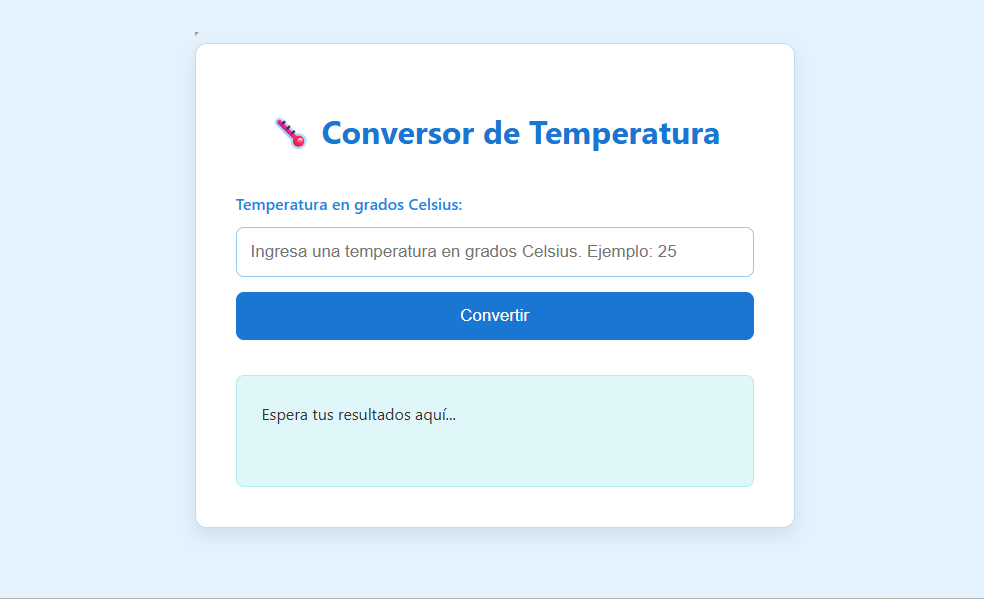 Conversor de Temperatura
Temperatura en grados Celsius:
Ingresa una temperatura en grados Celsius. Ejemplo: 25
Convertir
Espera tus resultados aquí...